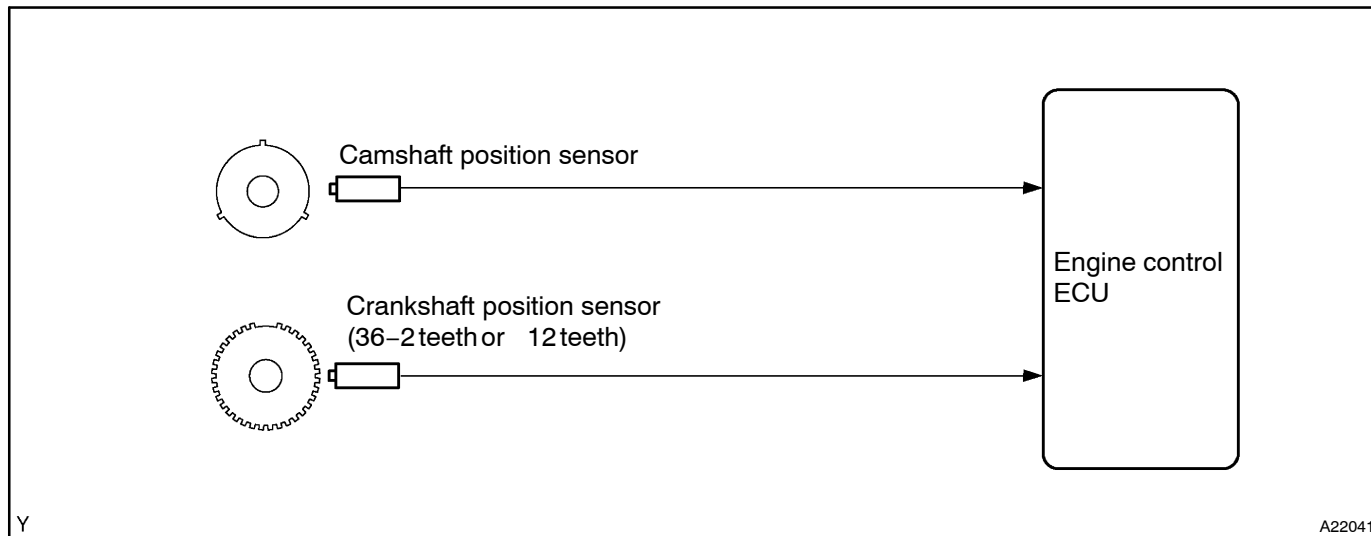 Camshaft position sensor
Crankshaft position sensor
(36−2 teeth or 12 teeth)
Engine control
ECU
Y
A22041